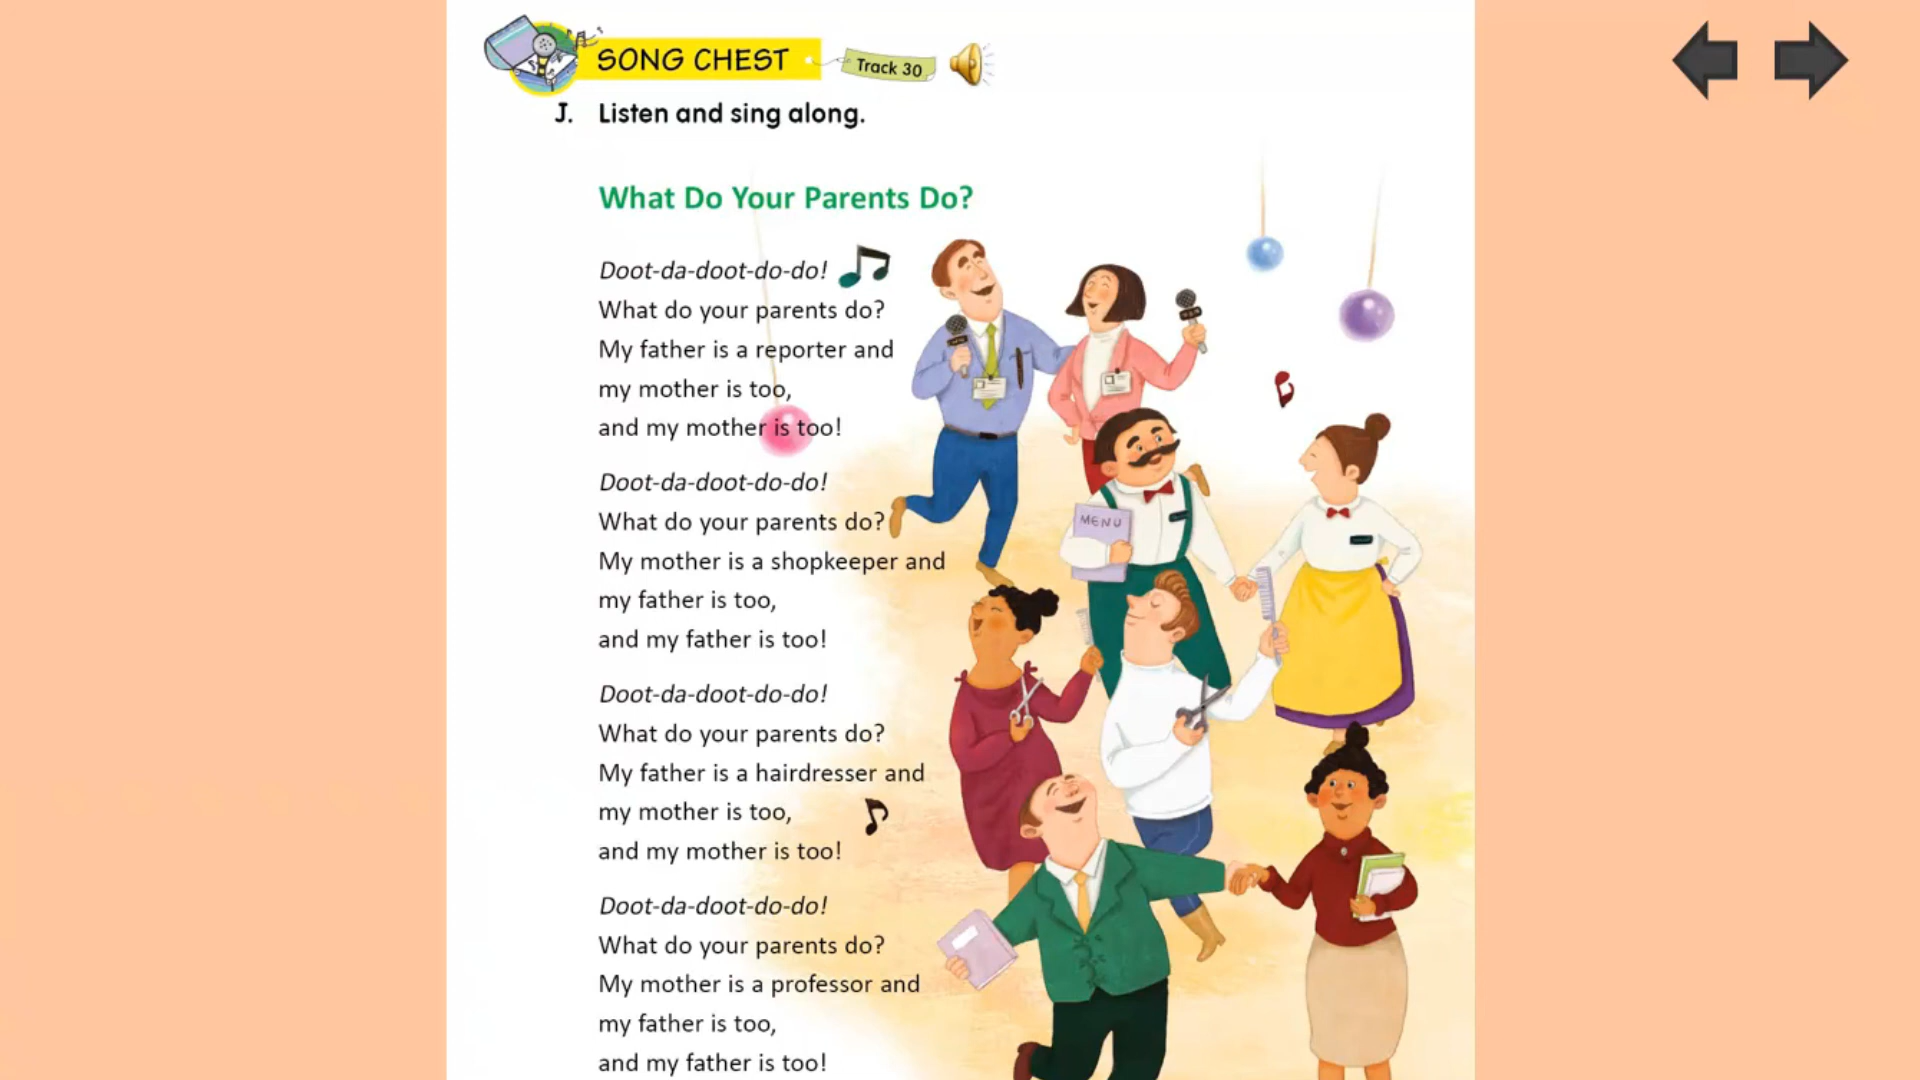 SONG CHEST
Track 30
J. Listen and sing along.
What Do Your Parents Do?
Doot-da-doot-do-do!
What do your parents do?
My father is a reporter and
my mother is too,
and my mother is too!
Doot-da-doot-do-do!
What do your parents do?
My mother is a shopkeeper and
my father is too,
and my father is too!
Doot-da-doot-do-do!
What do your parents do?
My father is a hairdresser and
my mother is too,
and my mother is too!
Doot-da-doot-do-do!
What do your parents do?
My mother is a professor and
my father is too,
and my father is too!
MENU